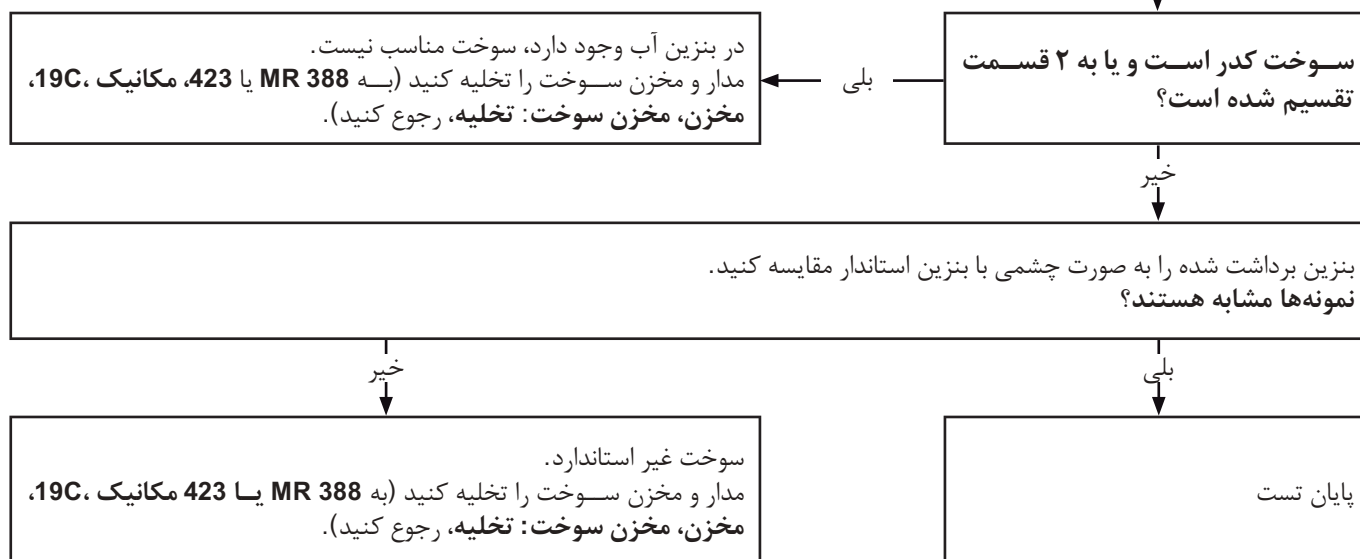 سوخت کدر است و یا به ۲ قسمت
تقسیم شده است؟
بلی
در بنزین آب وجود دارد، سوخت مناسب نیست.
مدار و مخزن سوخت را تخلیه کنید (به MR 388 یا 423، مکانیک ،19C،
مخزن، مخزن سوخت: تخلیه، رجوع کنید).
خیر
بنزین برداشت شده را به صورت چشمی با بنزین استاندار مقایسه کنید.
نمونه‌ها مشابه هستند؟
بلی
خیر
پایان تست
سوخت غیر استاندارد.
مدار و مخزن سوخت را تخلیه کنید (به MR 388 یا 423 مکانیک ،19C،
مخزن، مخزن سوخت: تخلیه، رجوع کنید).